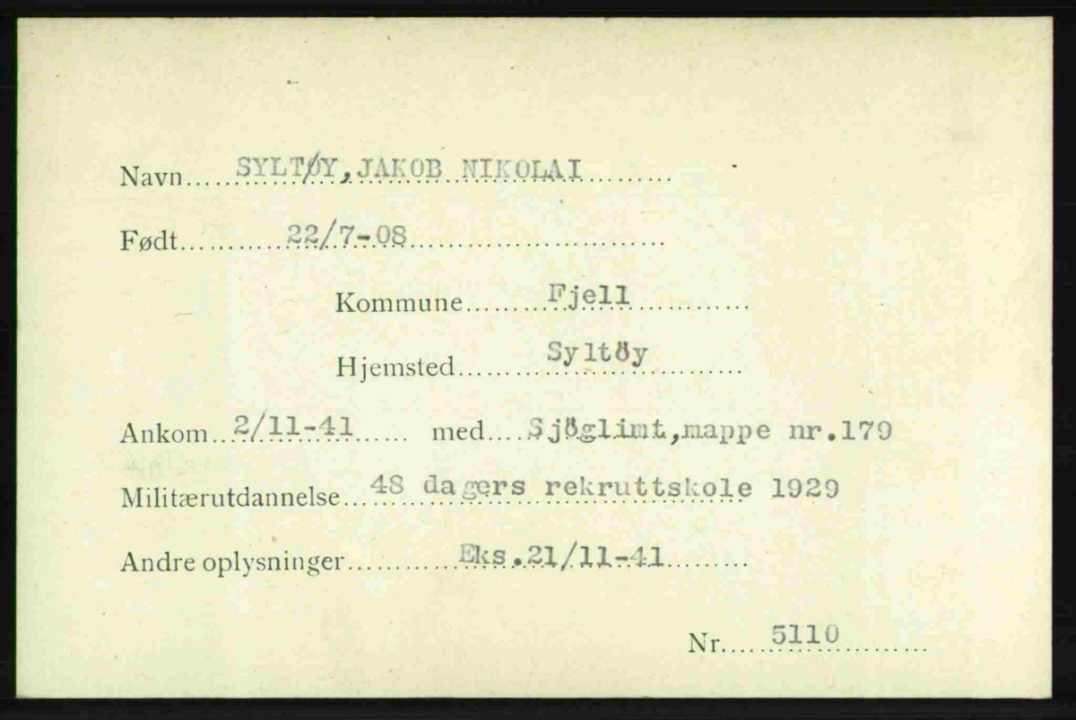 Navn.....SYLTØY,JAKOB NIKOLAI.........
Født...........22/7-08.......................
Kommune.........Fjell............
Hjemsted.........Syltöy.........
Ankom..2/11-41...... med....Sjöglimt,mappe nr.179
Militærutdannelse...48 dagers rekruttskole 1929
Andre oplysninger............Eks.21/11-41.........
Nr.....5110.........